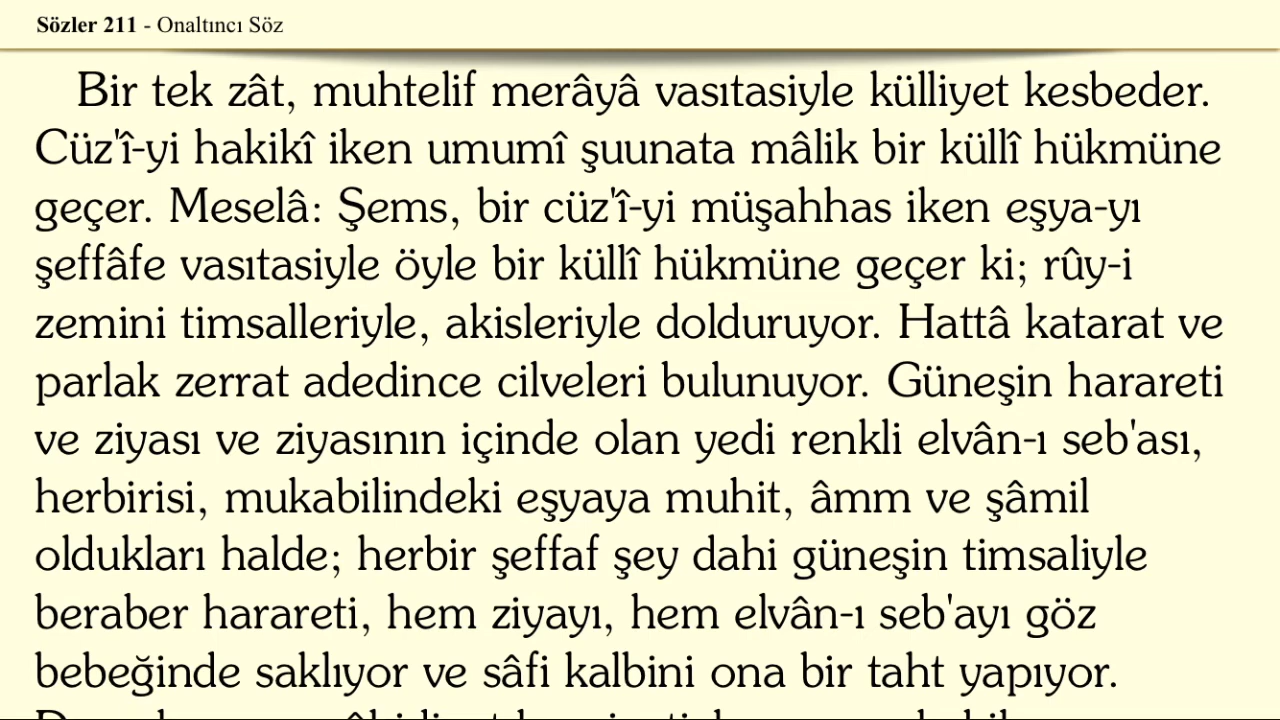 Sözler 211 - Onaltıncı Söz
Bir tek zât, muhtelif merâyâ vasıtasiyle külliyet kesbeder.
Cüz'î-yi hakikî iken umumî şuunata mâlik bir küllî hükmüne
geçer. Meselâ: Şems, bir cüz'î-yi müşahhas iken eşya-yı
şeffâfe vasıtasiyle öyle bir küllî hükmüne geçer ki; rûy-i
zemini timsalleriyle, akisleriyle dolduruyor. Hattâ katarat ve
parlak zerrat adedince cilveleri bulunuyor. Güneşin harareti
ve ziyası ve ziyasının içinde olan yedi renkli elvân-ı seb'ası,
herbirisi, mukabilindeki eşyaya muhit, âmm ve şâmil
oldukları halde; herbir şeffaf şey dahi güneşin timsaliyle
beraber harareti, hem ziyayı, hem elvân-ı seb'ayı göz
bebeğinde saklıyor ve sâfi kalbini ona bir taht yapıyor.